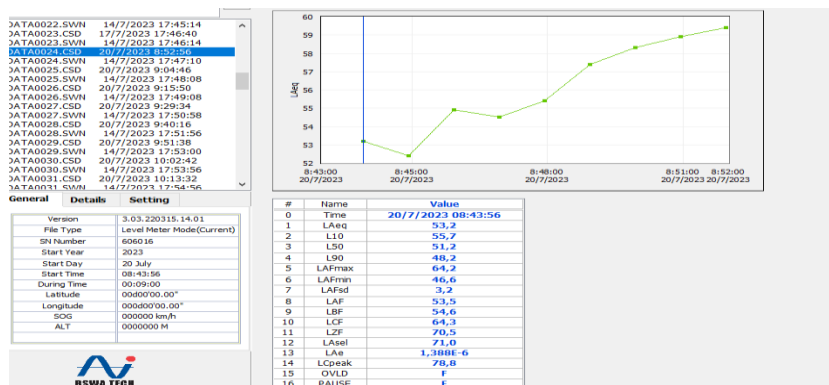 DATA0022.SWN 14/7/2023 17:45:14
DATA0023.CSD 17/7/2023 17:46:40
DATA0023.SWN 14/7/2023 17:46:14
DATA0024.CSD 20/7/2023 8:52:56
DATA0024.SWN 14/7/2023 17:47:10
DATA0025.CSD 20/7/2023 9:04:46
DATA0025.SWN 14/7/2023 17:48:08
DATA0026.CSD 20/7/2023 9:15:50
DATA0026.SWN 14/7/2023 17:49:08
DATA0027.CSD 20/7/2023 9:29:34
DATA0027.SWN 14/7/2023 17:50:58
DATA0028.CSD 20/7/2023 9:40:16
DATA0028.SWN 14/7/2023 17:51:56
DATA0029.CSD 20/7/2023 9:51:38
DATA0029.SWN 14/7/2023 17:53:00
DATA0030.CSD 20/7/2023 10:02:42
DATA0030.SWN 14/7/2023 17:53:56
DATA0031.CSD 20/7/2023 10:13:32
DATA0031.SWN 14/7/2023 17:54:56
General Details Setting
Version 3.03.220315.14.01
File Type Level Meter Mode(Current)
SN Number 606016
Start Year 2023
Start Day 20 July
Start Time 08:43:56
During Time 00:09:00
Latitude 00d00'00.00"
Longitude 000d00'00.00"
SOG 000000 km/h
ALT 0000000 M
BSWA TECH
60
59
58
57
56
55
54
53
52
LAeq
8:43:00 8:45:00 8:48:00 8:51:00 8:52:00
20/7/2023 20/7/2023 20/7/2023 20/7/2023 20/7/2023
# Name Value
0 Time 20/7/2023 08:43:56
1 LAeq 53,2
2 L10 55,7
3 L50 51,2
4 L90 48,2
5 LAFmax 64,2
6 LAFmin 46,6
7 LAFsd 3,2
8 LAF 53,5
9 LBF 54,6
10 LCF 64,3
11 LZF 70,5
12 LAsel 71,0
13 LAe 1,388E-6
14 LCpeak 78,8
15 OVLD F
16 PAUSE F